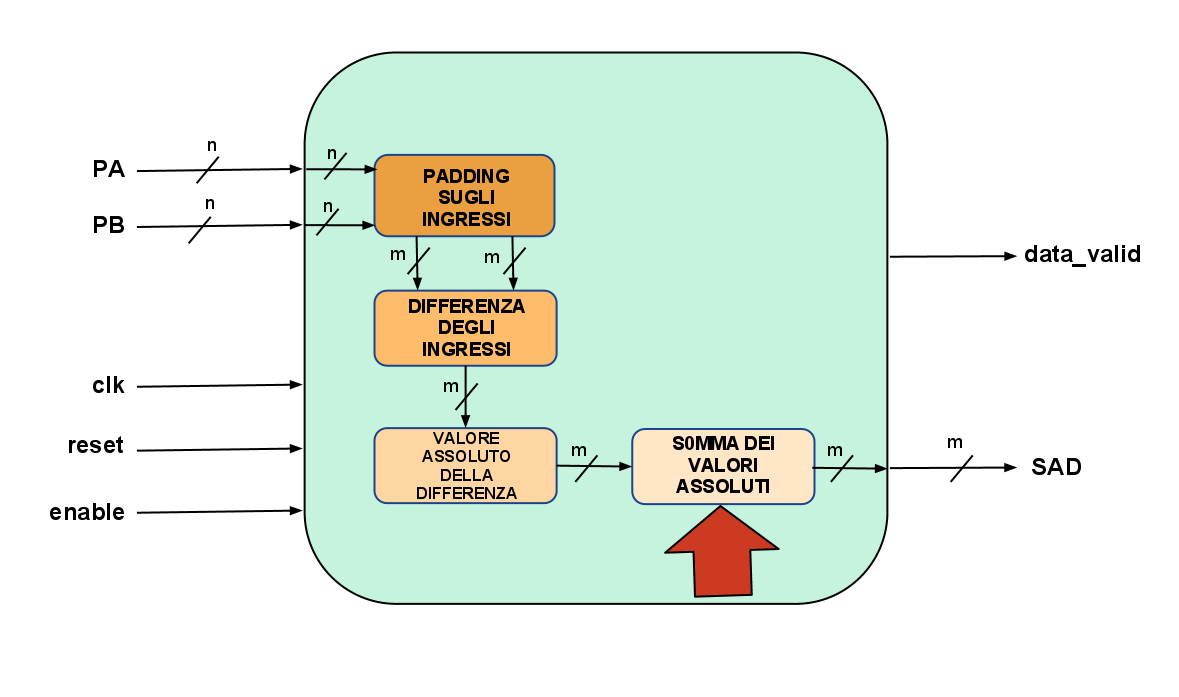 n
PA
n
PADDING
SUGLI
INGRESSI
n
PB
n
m
m
data_valid
DIFFERENZA
DEGLI
INGRESSI
clk
m
reset
VALORE
ASSOLUTO
DELLA
DIFFERENZA
m
S0MMA DEI
VALORI
ASSOLUTI
m
m
SAD
enable